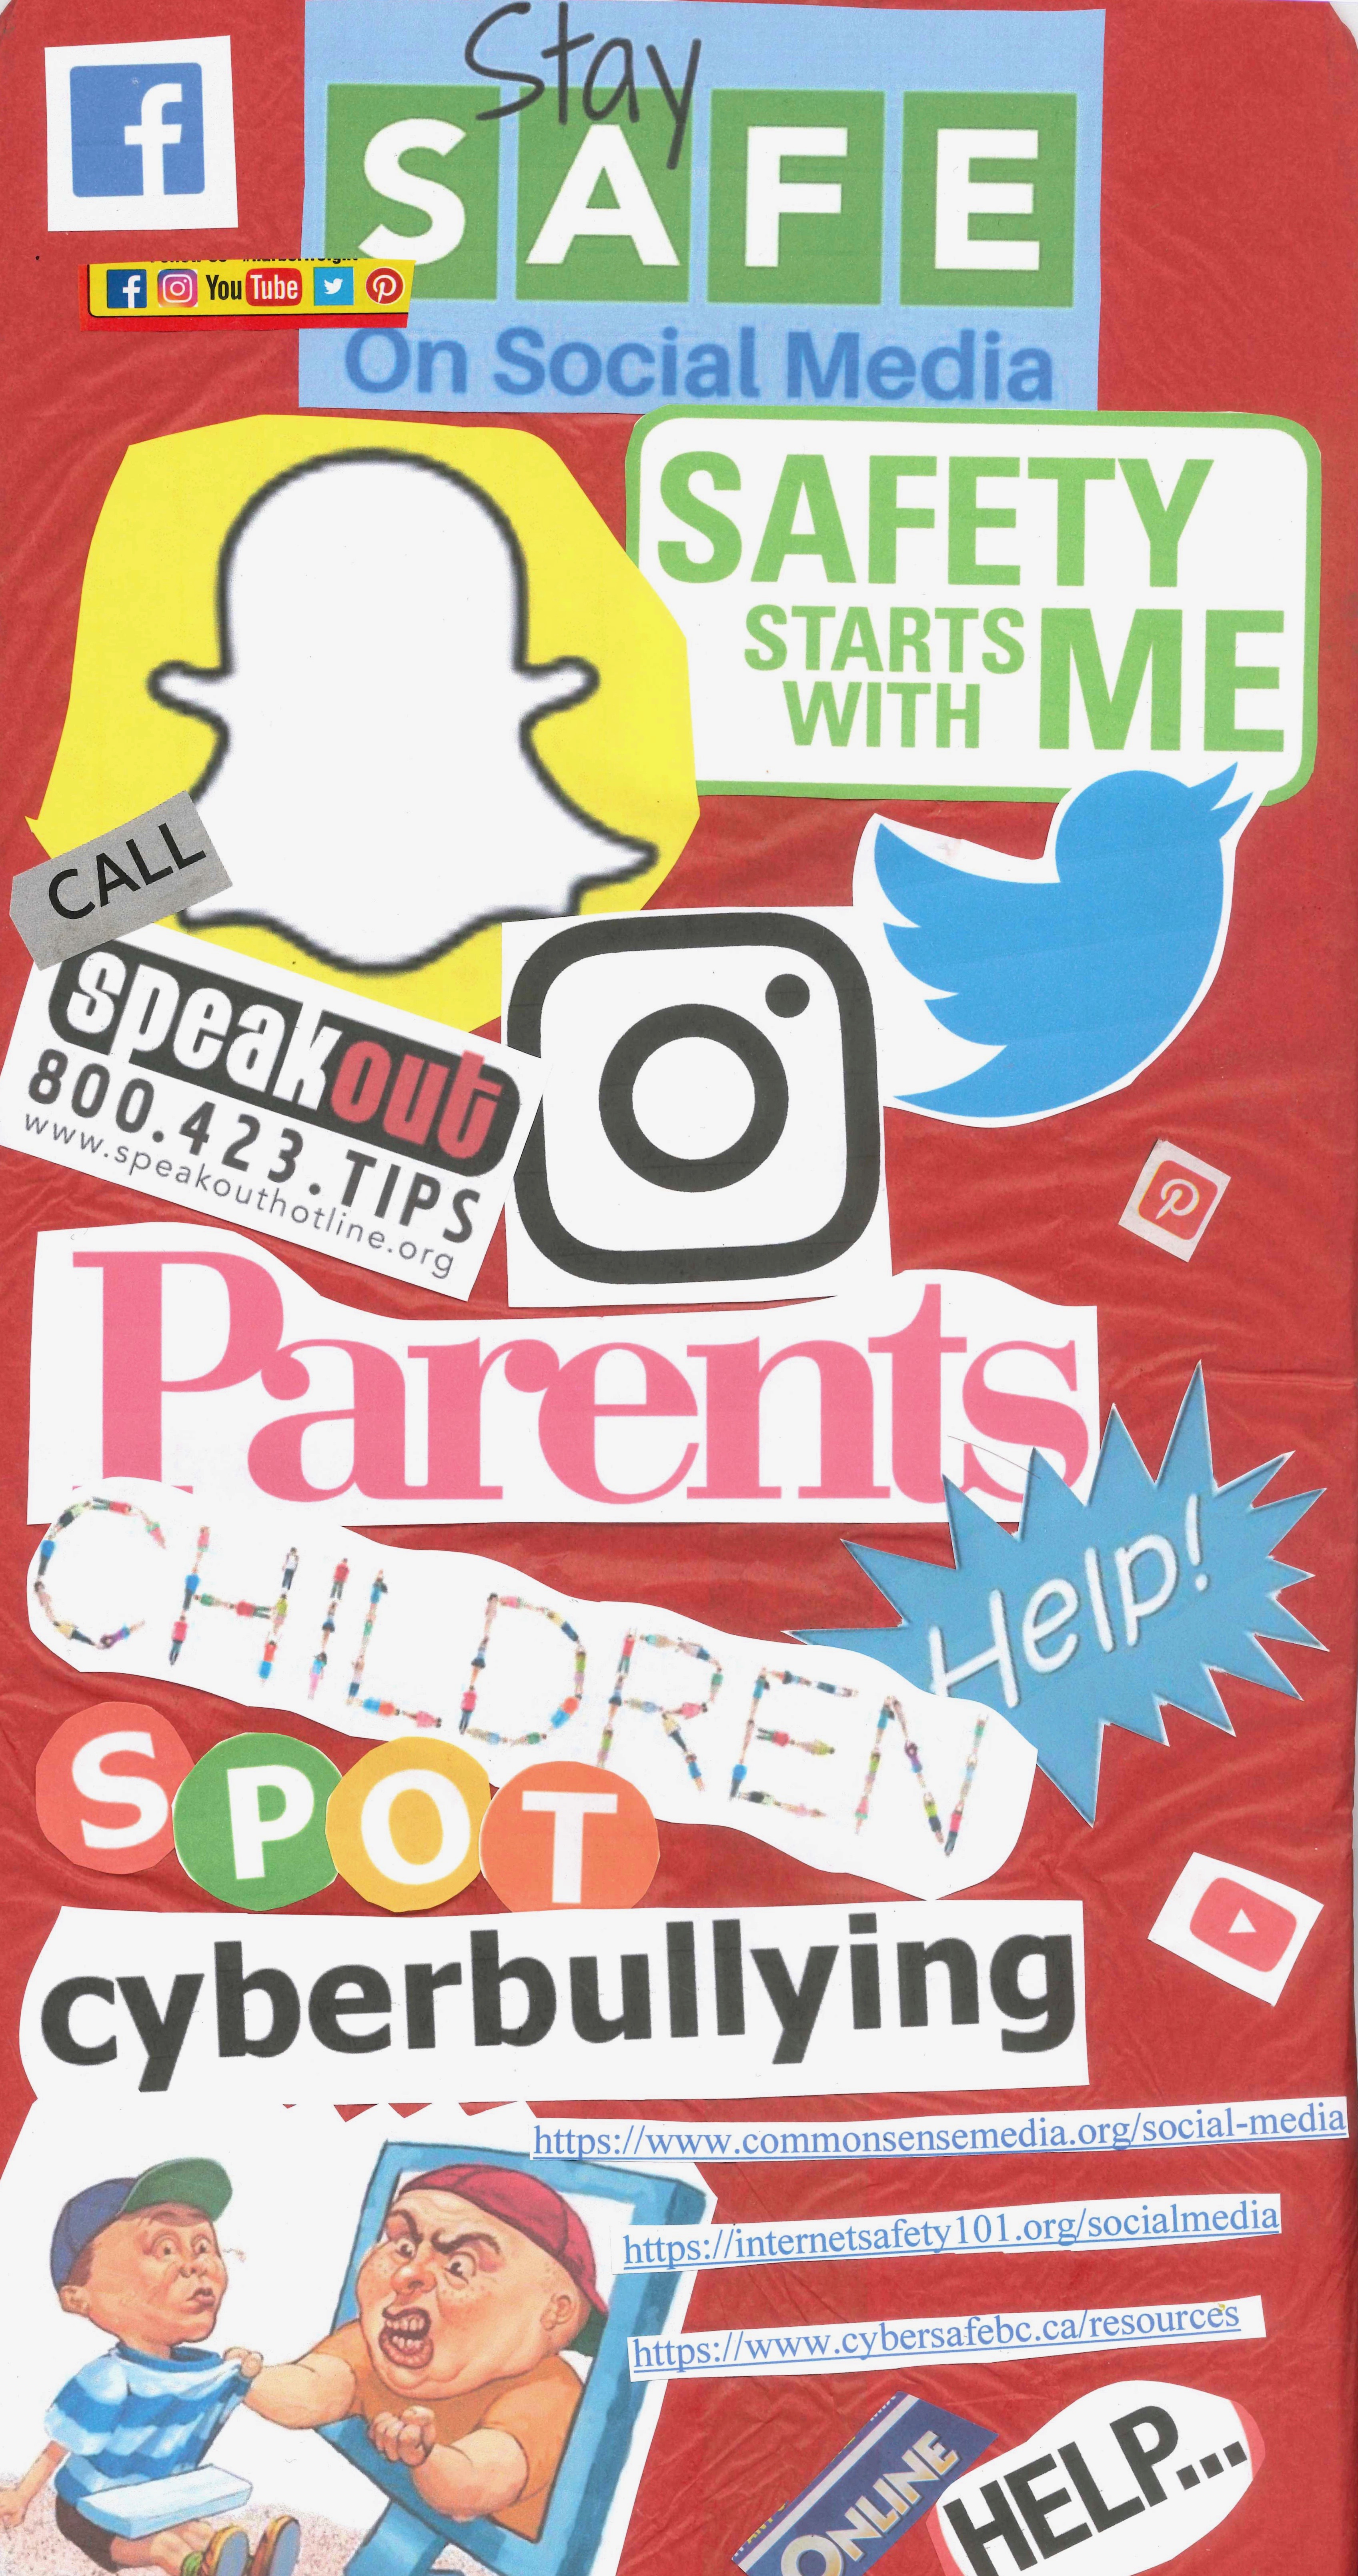 Stay
SAFE
On Social Media
You Tube
SAFETY
STARTS
WITH ME
CALL
speakout
800.423.TIPS
www.speakouthotline.org
Parents
Help!
CHILDREN
SPOT
cyberbullying
https://www.commonsensemedia.org/social-media
https://internetsafety101.org/socialmedia
https://www.cybersafebc.ca/resources
ONLINE
HELP...